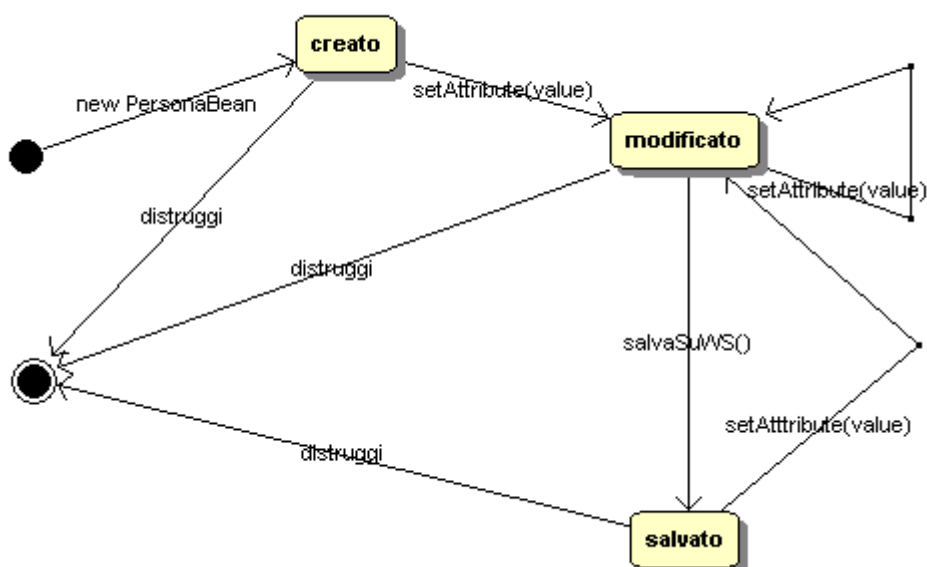 creato
setAttribute(value)
new PersonaBean
modificato
setAttribute(value)
distruggi
distruggi
salvaSuWS()
setAtttribute(value)
distruggi
salvato